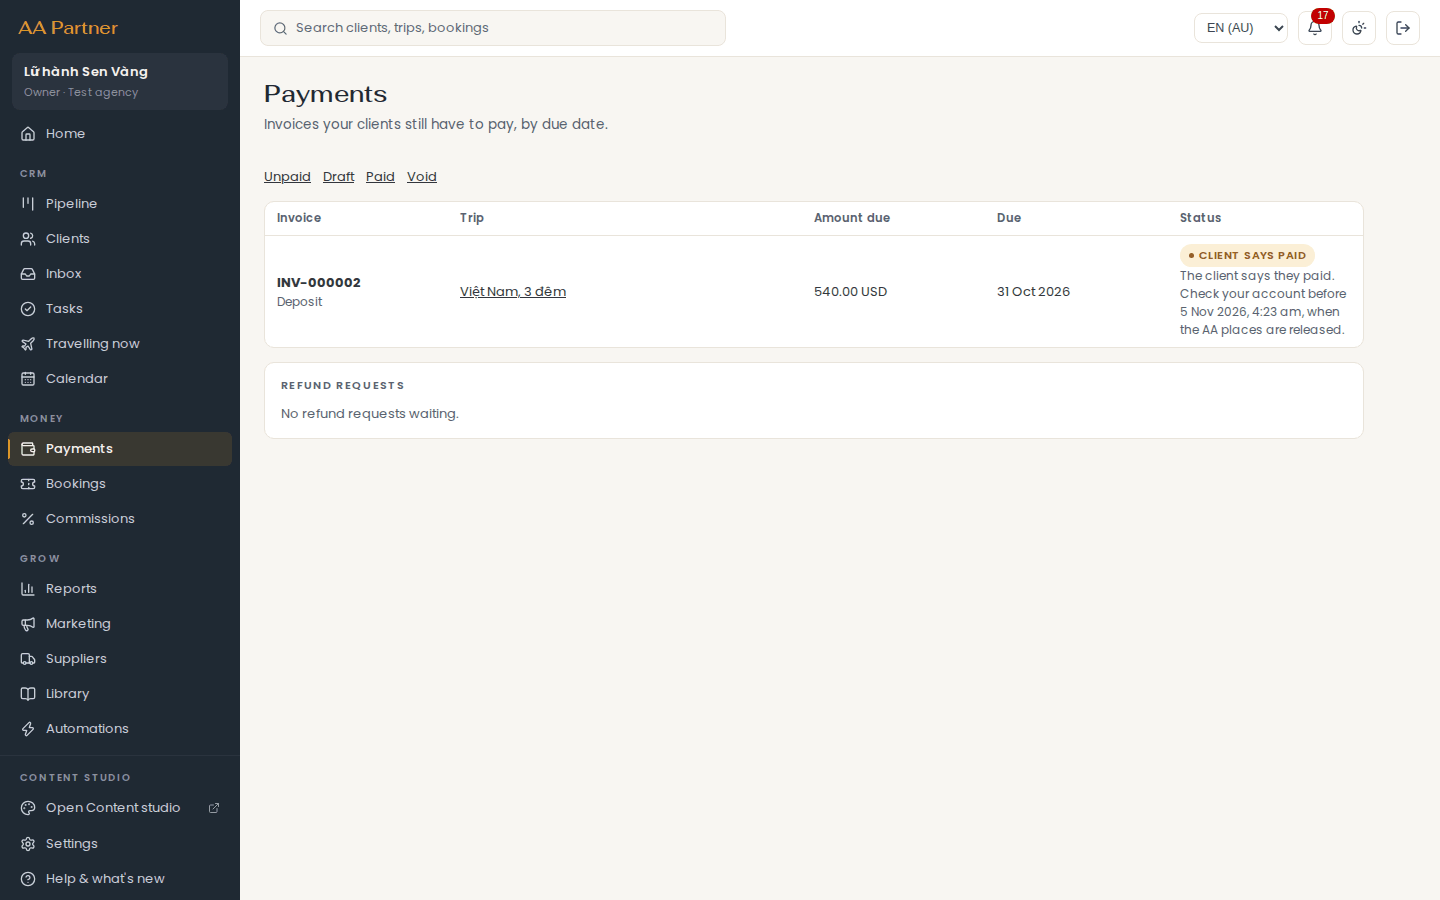 AA Partner
Lữ hành Sen Vàng
Owner · Test agency
Home
CRM
Pipeline
Clients
Inbox
Tasks
Travelling now
Calendar
MONEY
Payments
Bookings
Commissions
GROW
Reports
Marketing
Suppliers
Library
Automations
CONTENT STUDIO
Open Content studio
Settings
Help & what's new
Search clients, trips, bookings
EN (AU)
17
Payments
Invoices your clients still have to pay, by due date.
Unpaid Draft Paid Void
Invoice Trip Amount due Due Status
INV-000002
Deposit
Việt Nam, 3 đêm
540.00 USD
31 Oct 2026
CLIENT SAYS PAID
The client says they paid.
Check your account before
5 Nov 2026, 4:23 am, when
the AA places are released.
REFUND REQUESTS
No refund requests waiting.